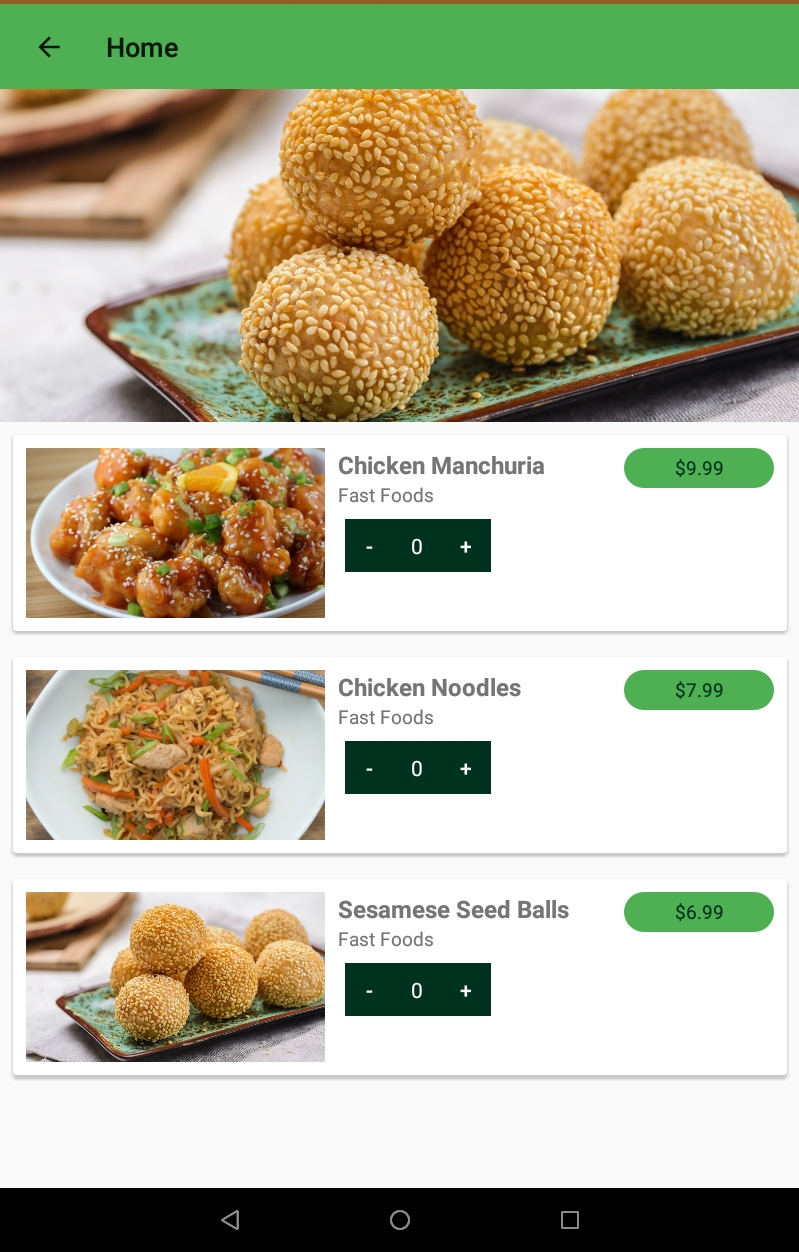 Home
Chicken Manchuria
$9.99
Fast Foods
- 0 +
Chicken Noodles
$7.99
Fast Foods
- 0 +
Sesamese Seed Balls
$6.99
Fast Foods
- 0 +